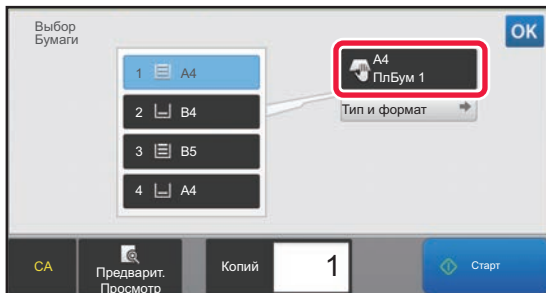 Выбор
Бумаги
OK
1 A4
2 B4
3 B5
4 A4
A4
ПлБум 1
Тип и формат
CA
Предварит.
Просмотр
Копий
1
Старт